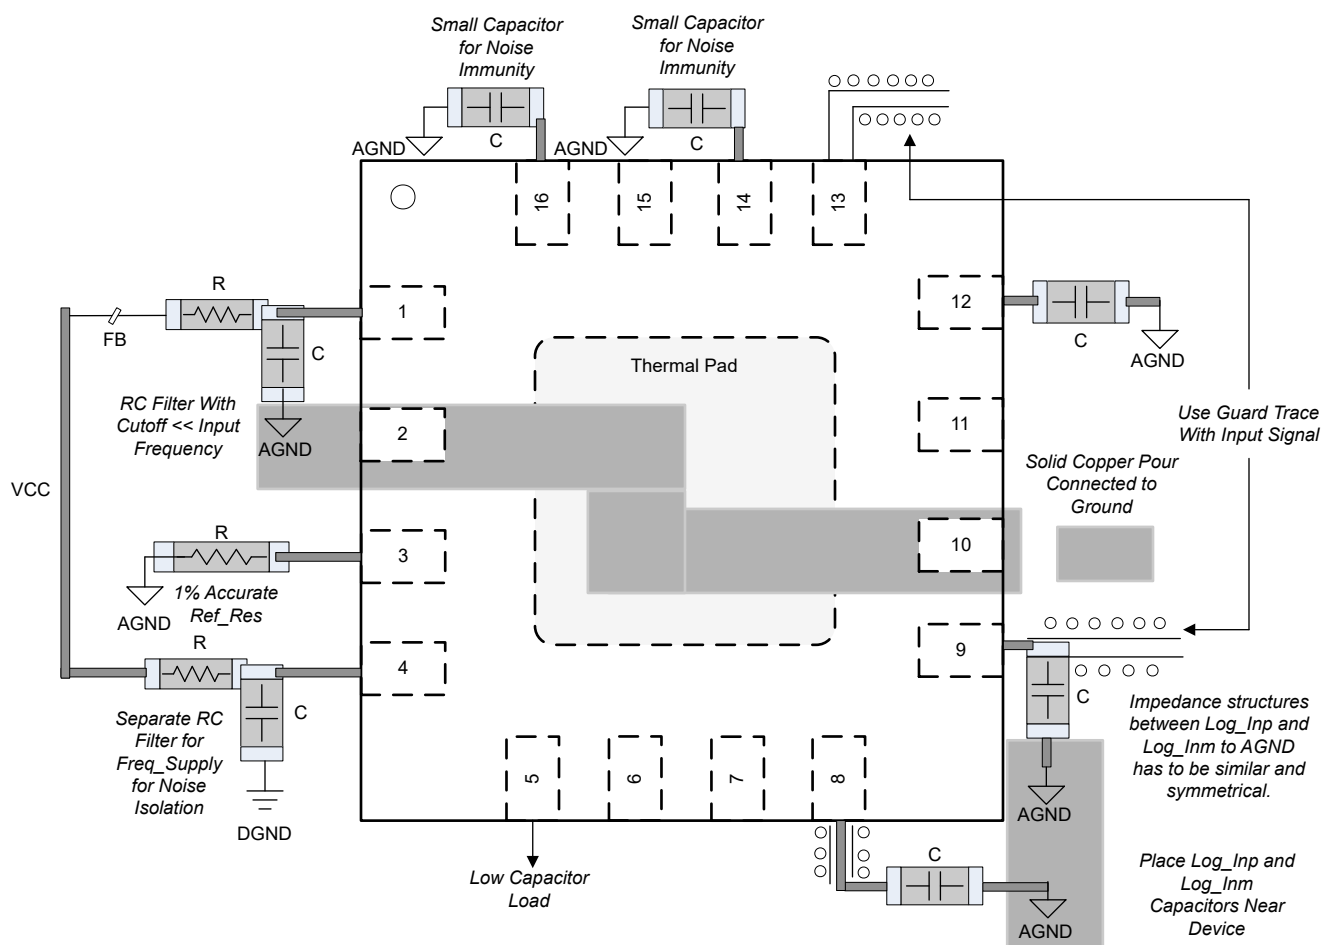 Small Capacitor
for Noise
Immunity
Small Capacitor
for Noise
Immunity
C
C
AGND
AGND
16
15
14
13
R
1
12
FB
C
C
AGND
Thermal Pad
RC Filter With
Cutoff << Input
Frequency
AGND
2
11
Use Guard Trace
With Input Signal
VCC
Solid Copper Pour
Connected to
Ground
R
3
10
1% Accurate
Ref_Res
AGND
R
4
9
C
C
Separate RC
Filter for
Freq_Supply
for Noise
Isolation
DGND
Impedance structures
between Log_Inp and
Log_Inm to AGND
has to be similar and
symmetrical.
AGND
5
6
7
8
Low Capacitor
Load
C
AGND
Place Log_Inp and
Log_Inm
Capacitors Near
Device